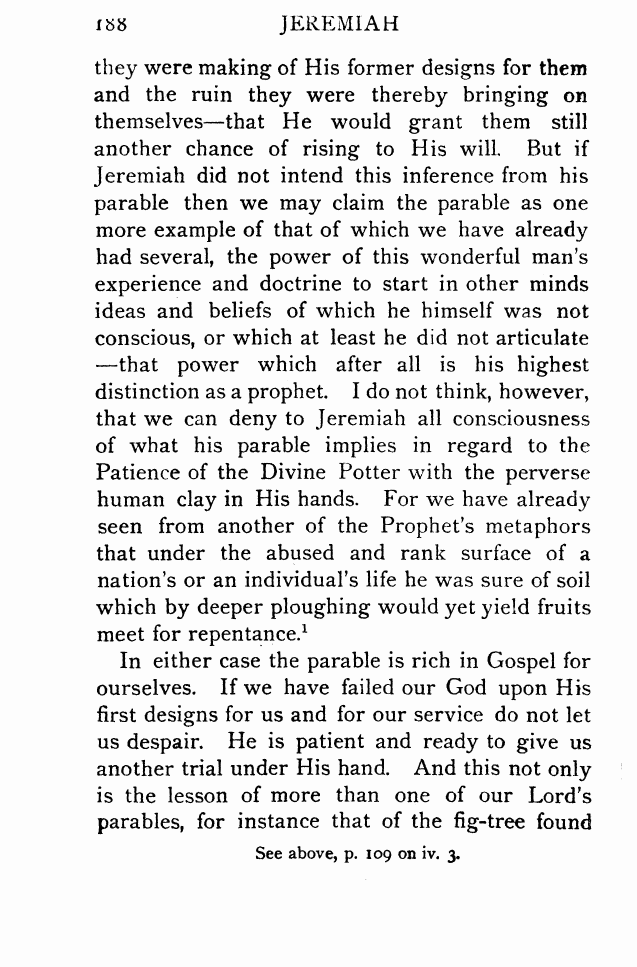 188 JEREMIAH
they were making of His former designs for them
and the ruin they were thereby bringing on
themselves—that He would grant them still
another chance of rising to His will. But if
Jeremiah did not intend this inference from his
parable then we may claim the parable as one
more example of that of which we have already
had several, the power of this wonderful man's
experience and doctrine to start in other minds
ideas and beliefs of which he himself was not
conscious, or which at least he did not articulate
—that power which after all is his highest
distinction as a prophet. I do not think, however,
that we can deny to Jeremiah all consciousness
of what his parable implies in regard to the
Patience of the Divine Potter with the perverse
human clay in His hands. For we have already
seen from another of the Prophet's metaphors
that under the abused and rank surface of a
nation's or an individual's life he was sure of soil
which by deeper ploughing would yet yield fruits
meet for repentance.¹
In either case the parable is rich in Gospel for
ourselves. If we have failed our God upon His
first designs for us and for our service do not let
us despair. He is patient and ready to give us
another trial under His hand. And this not only
is the lesson of more than one of our Lord's
parables, for instance that of the fig-tree found
See above, p. 109 on iv. 3.